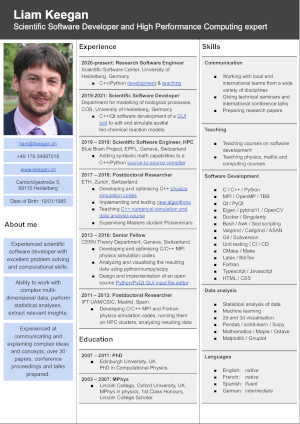 Liam Keegan
Scientific Software Developer and High Performance Computing expert
liam@keegan.ch
+49 176 34687016
www.keegan.ch
69115 Heidelberg
Date of Birth: 19/01/1985
About me
Experienced scientific
software developer with
excellent problem solving
and computational skills.
Ability to work with
complex multi-
dimensional data, perform
statistical analyses,
extract relevant insights.
Experienced at
communicating and
explaining complex ideas
and concepts; over 30
papers, conference
proceedings and talks
prepared.
Experience
2020-present: Research Software Engineer
Scientific Software Center, University of
Heidelberg, Germany
C++/Python development & teaching
2019-2021: Scientific Software Developer
Department for modelling of biological processes,
COS, University of Heidelberg, Germany
C++/Qt software development of a GUI
tool to edit and simulate spatial
bio-chemical reaction models
2018 – 2019: Scientific Software Engineer, HPC
Blue Brain Project, EPFL, Geneva, Switzerland
Adding symbolic math capabilities to a
C++/Python source-to-source compiler
2017 – 2018: Postdoctoral Researcher
ETH, Zurich, Switzerland
Developing and optimising C++ physics
simulation codes
Implementing and testing new algorithms
Teaching C++ numerical simulation and
data analysis course
Supervising Masters student Proseminars
2013 – 2016: Senior Fellow
CERN Theory Department, Geneva, Switzerland.
Developing and optimising C/C++ MPI
physics simulation codes
Analyzing and visualising the resulting
data using python/numpy/scipy
Design and implementation of an open
source Python/PyQt GUI input file editor
2011 – 2013: Postdoctoral Researcher
IFT UAM/CSIC, Madrid, Spain.
Developing C/C++ MPI and Fortran
physics simulation codes, running them
on HPC clusters, analysing resulting data
Education
2007 – 2011: PhD
Edinburgh University, UK.
PhD in Computational Physics.
2003 – 2007: MPhys
Lincoln College, Oxford University, UK.
MPhys in physics, 1st Class Honours,
Lincoln College Scholar.
Skills
Communication
Working with local and
international teams from a wide
variety of disciplines
Giving technical seminars and
international conference talks
Preparing research papers
Teaching
Teaching courses on software
development
Teaching physics, maths and
computing courses
Software Development
C / C++ / Python
MPI / OpenMP / TBB
Qt / PyQt
Eigen / pybind11 / OpenCV
Docker / Singularity
Bash / Awk / Sed scripting
Valgrind / Callgrind / ASAN
Git / Subversion
Unit testing / CI / CD
CMake / Make
Latex / BibTex
Fortran
Typescript / Javascript
HTML / CSS
Data analysis
Statistical analysis of data
Machine learning
2d and 3d visualisation
Pandas / scikit-learn / Scipy
Mathematica / Maple / Octave
Matplotlib / Gnuplot
Languages
English: native
French: native
Spanish: fluent
German: intermediate